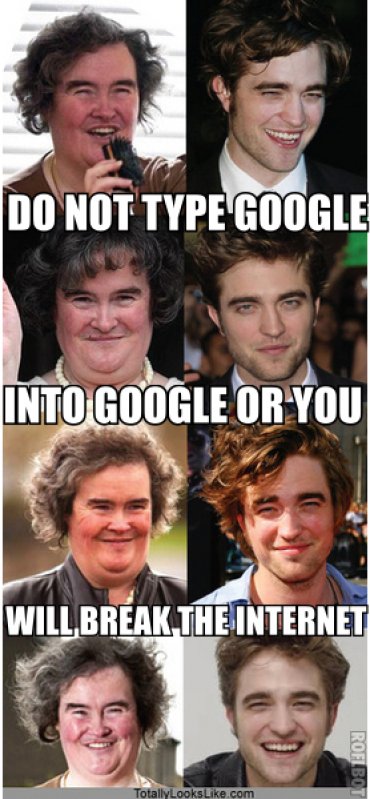 DO NOT TYPE GOOGLE
INTO GOOGLE OR YOU
WILL BREAK THE INTERNET
ROFLBOT
TotallyLooksLike.com